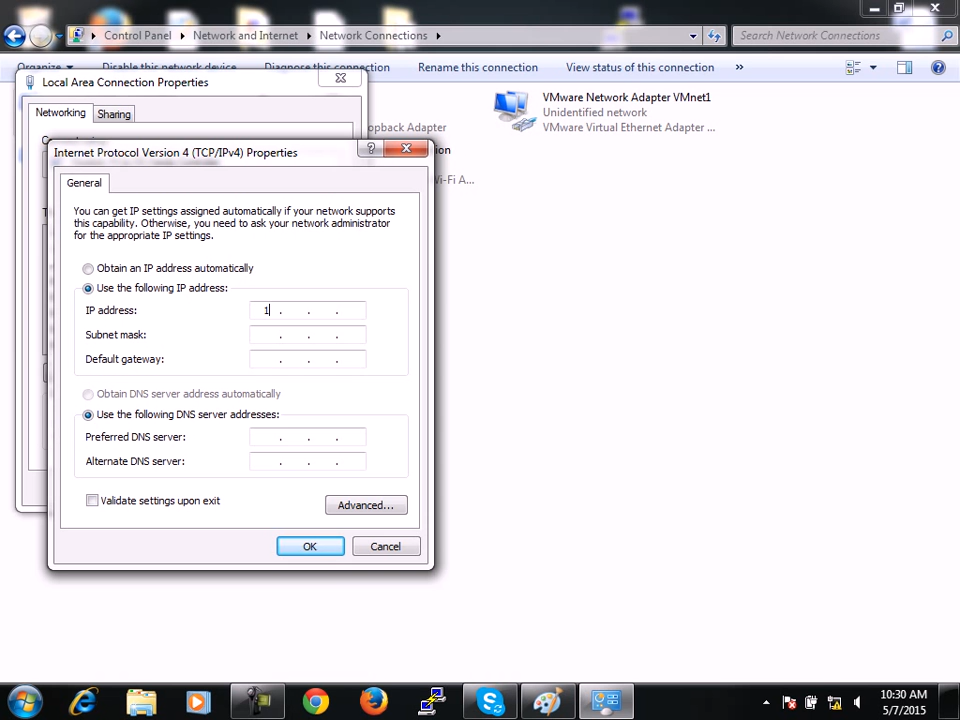 Control Panel
Network and Internet
Network Connections
Search Network Connections
Organize
Disable this network device
Diagnose this connection
Rename this connection
View status of this connection
»
Local Area Connection Properties
Networking
Sharing
VMware Network Adapter VMnet1
Unidentified network
VMware Virtual Ethernet Adapter ...
oopback Adapter
ion
Wi-Fi A...
Internet Protocol Version 4 (TCP/IPv4) Properties
?
General
You can get IP settings assigned automatically if your network supports
this capability. Otherwise, you need to ask your network administrator
for the appropriate IP settings.
Obtain an IP address automatically
Use the following IP address:
IP address:
1 . . .
Subnet mask:
. . .
Default gateway:
. . .
Obtain DNS server address automatically
Use the following DNS server addresses:
Preferred DNS server:
. . .
Alternate DNS server:
. . .
Validate settings upon exit
Advanced...
OK
Cancel
10:30 AM
5/7/2015